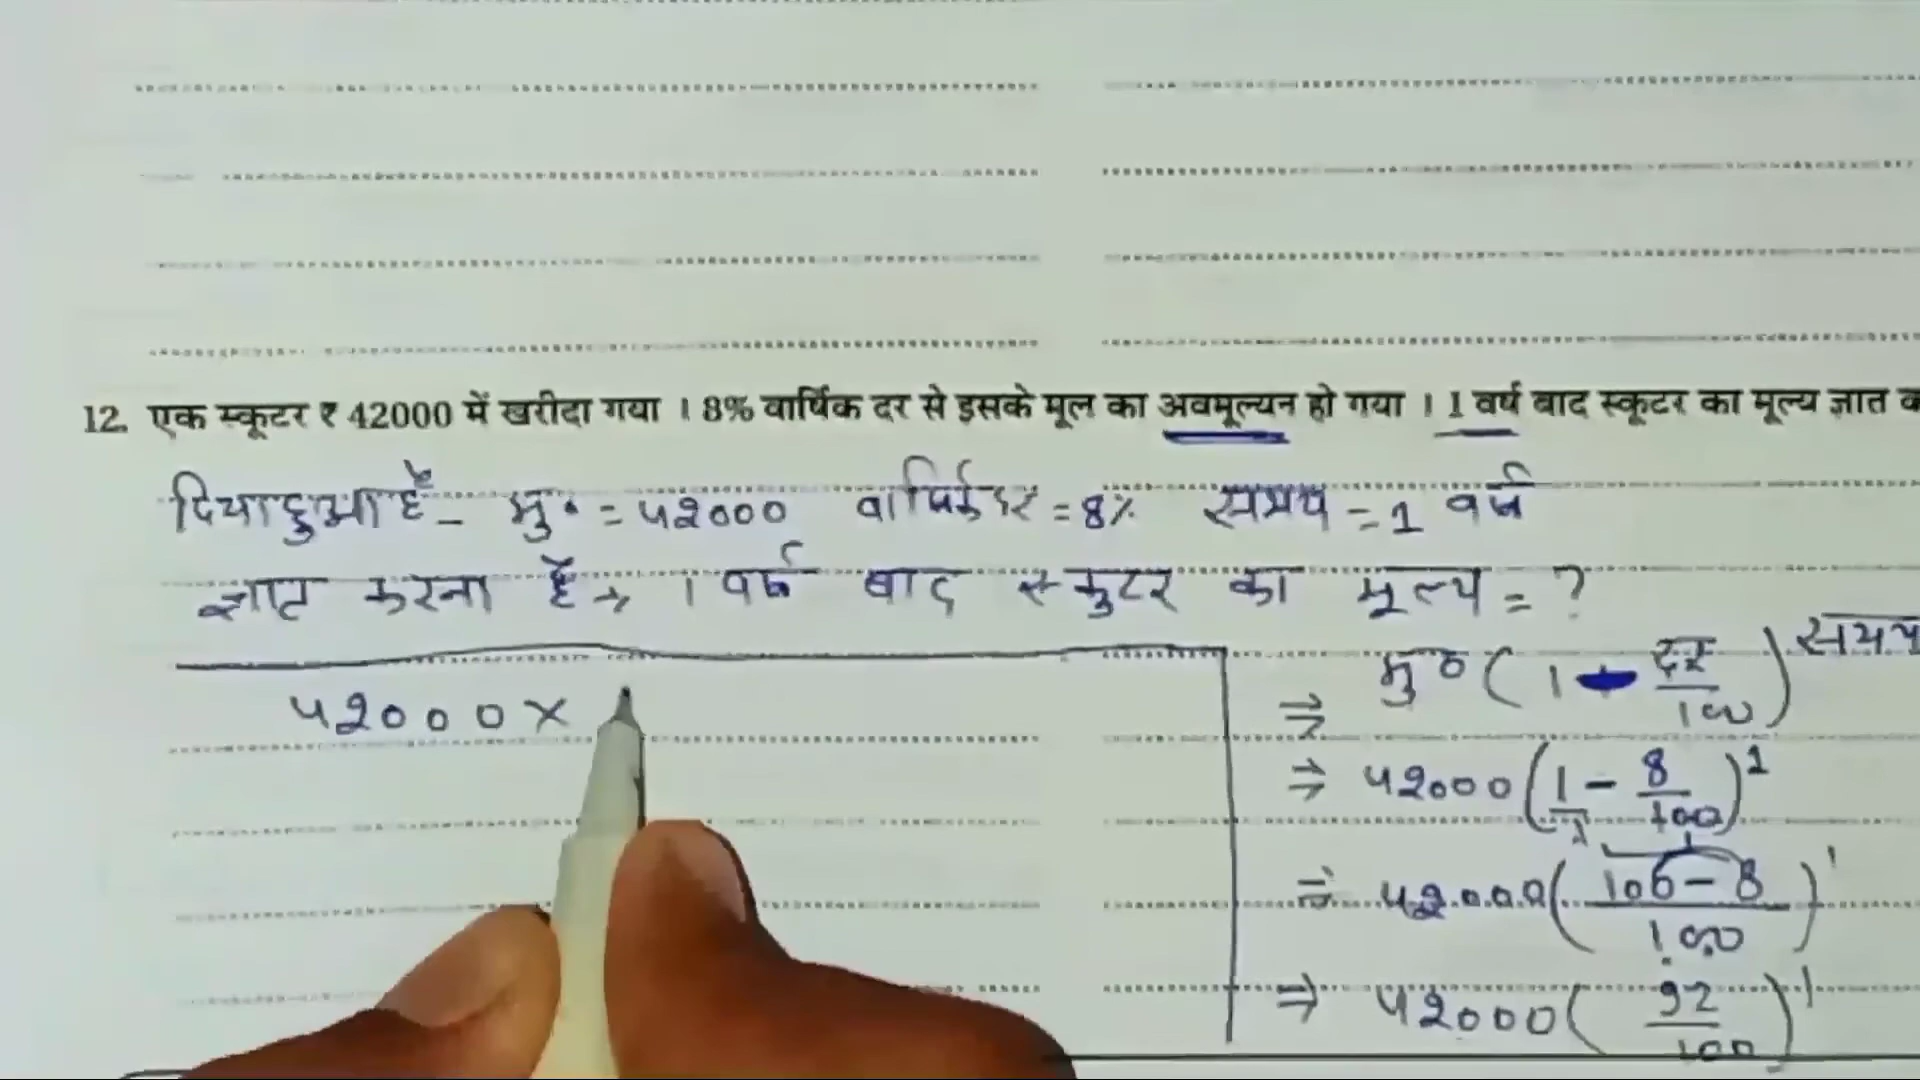 12. एक स्कूटर ₹ 42000 में खरीदा गया । 8% वार्षिक दर से इसके मूल का अवमूल्यन हो गया । 1 वर्ष बाद स्कूटर का मूल्य ज्ञात
दिया हुआ है - मु० = 42000 वार्षिक दर = 8% समय = 1 वर्ष
ज्ञात करना है → 1 वर्ष बाद स्कुटर का मूल्य = ?
42000 ×
⇒ मु० ( 1 - दर/100 ) समय
⇒ 42000 ( 1/1 - 8/100 )^1
⇒ 42000 ( 100 - 8 / 100 )^1
⇒ 42000 ( 92/100 )^1